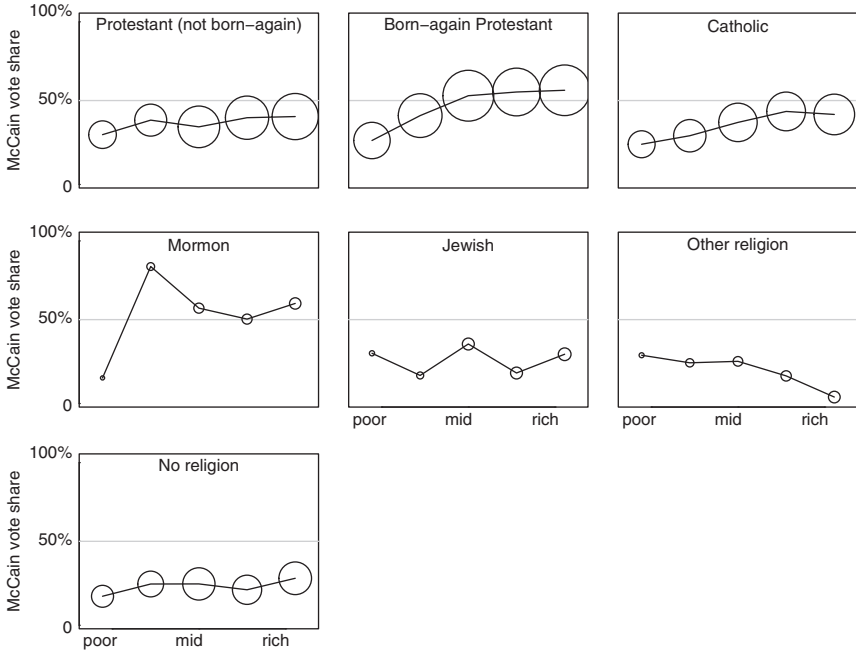 McCain vote share
100%
50%
0
Protestant (not born−again)
Born−again Protestant
Catholic
McCain vote share
100%
50%
0
Mormon
Jewish
poor mid rich
Other religion
poor mid rich
McCain vote share
100%
50%
0
No religion
poor mid rich